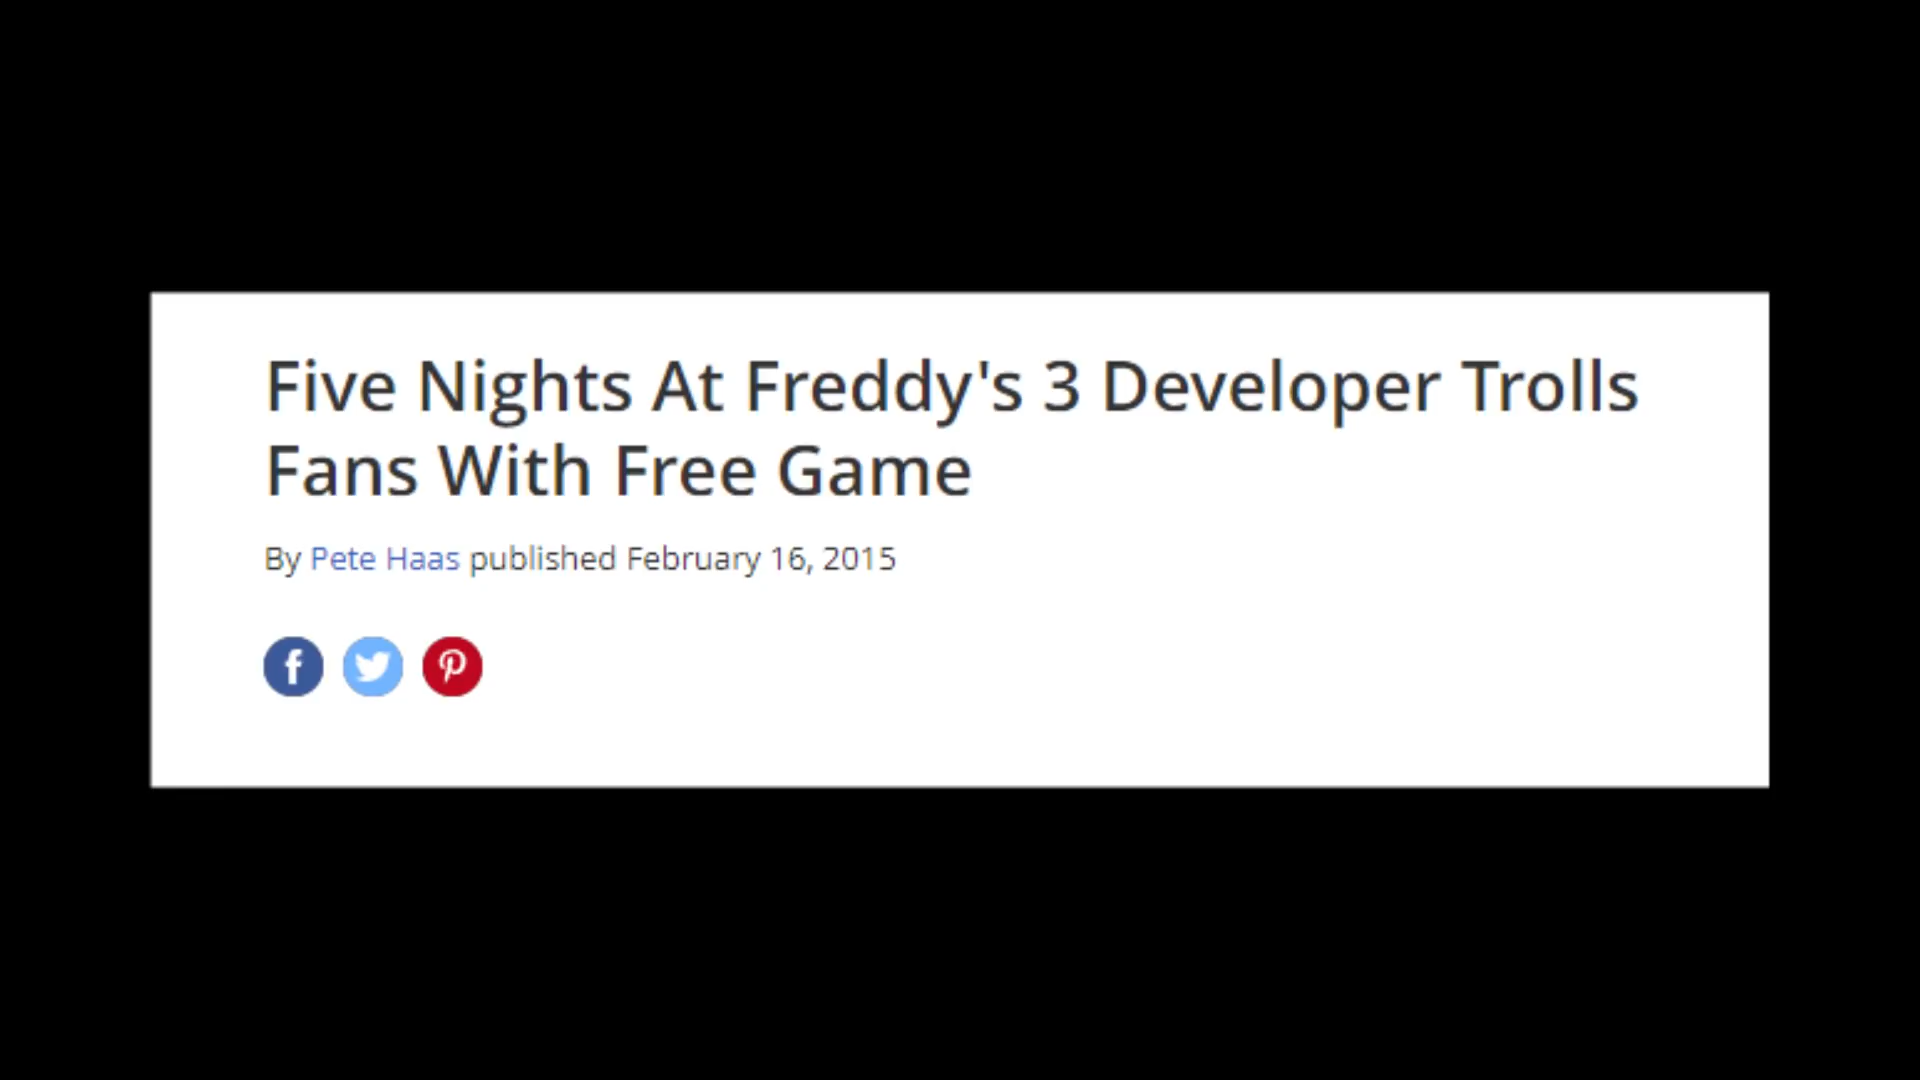 Five Nights At Freddy's 3 Developer Trolls
Fans With Free Game
By Pete Haas published February 16, 2015